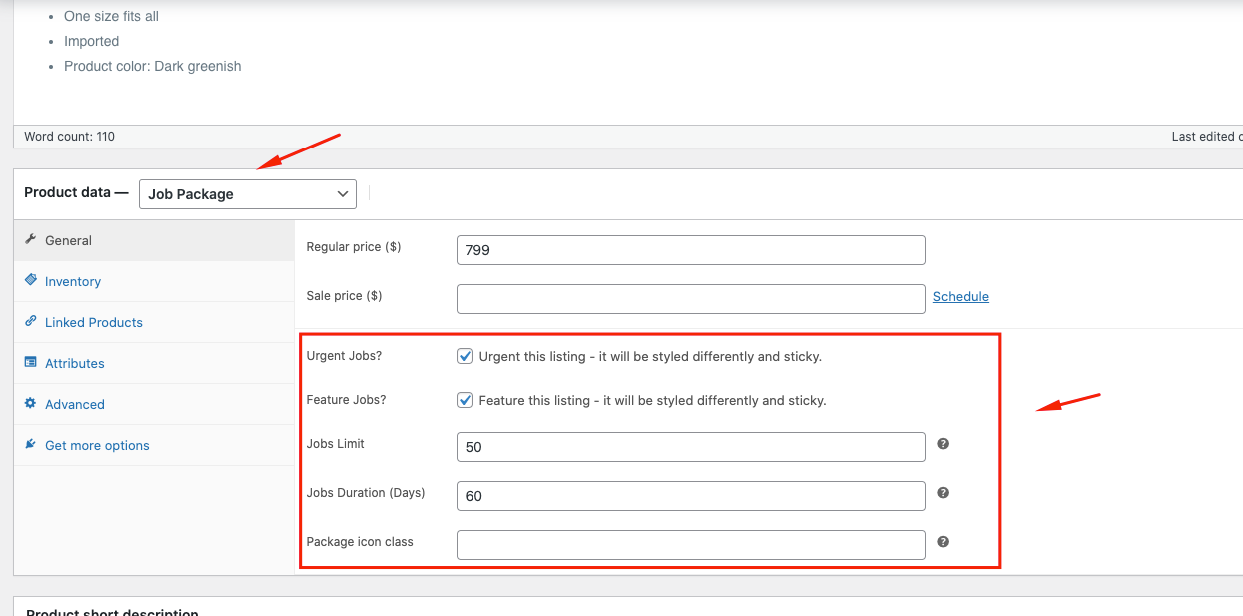 One size fits all
Imported
Product color: Dark greenish
Word count: 110
Last edited
Product data —
Job Package
General
Inventory
Linked Products
Attributes
Advanced
Get more options
Regular price ($)
799
Sale price ($)
Schedule
Urgent Jobs?
Urgent this listing - it will be styled differently and sticky.
Feature Jobs?
Feature this listing - it will be styled differently and sticky.
Jobs Limit
50
?
Jobs Duration (Days)
60
?
Package icon class
?
Product short description